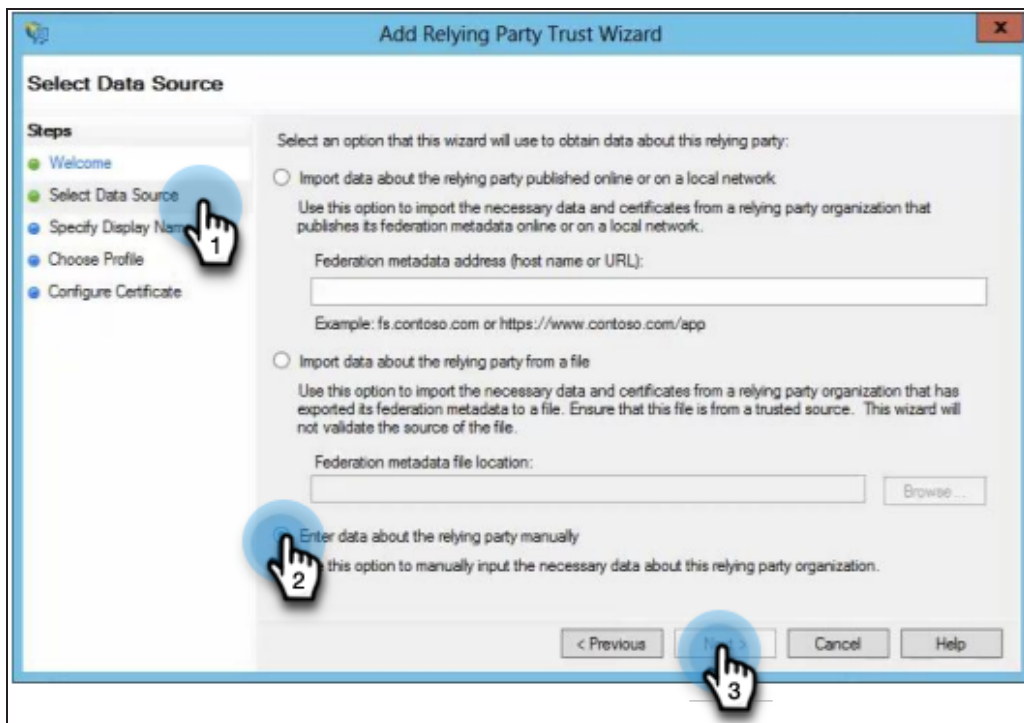 Add Relying Party Trust Wizard
x
Select Data Source
Steps
Welcome
Select Data Source
Specify Display Name
Choose Profile
Configure Certificate
1
Select an option that this wizard will use to obtain data about this relying party:
Import data about the relying party published online or on a local network
Use this option to import the necessary data and certificates from a relying party organization that
publishes its federation metadata online or on a local network.
Federation metadata address (host name or URL):
Example: fs.contoso.com or https://www.contoso.com/app
Import data about the relying party from a file
Use this option to import the necessary data and certificates from a relying party organization that has
exported its federation metadata to a file. Ensure that this file is from a trusted source. This wizard will
not validate the source of the file.
Federation metadata file location:
Browse...
Enter data about the relying party manually
this option to manually input the necessary data about this relying party organization.
2
< Previous
Next >
Cancel
Help
3